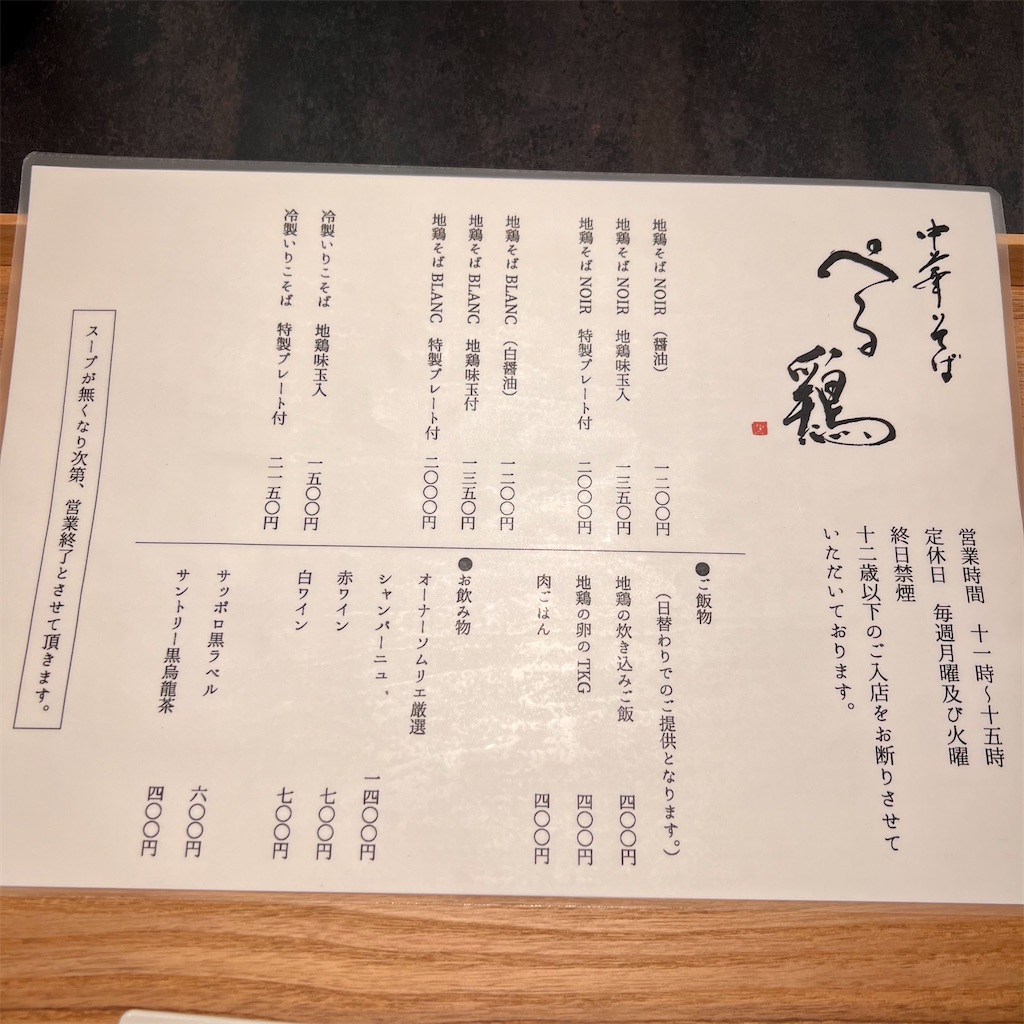 中華そば
ぺる鶏
営業時間 十一時~十五時
定休日 毎週月曜及び火曜
終日禁煙
十二歳以下のご入店をお断りさせて
いただいております。
地鶏そば NOIR (醤油) 一二〇〇円
地鶏そば NOIR 地鶏味玉入 一三五〇円
地鶏そば NOIR 特製プレート付 二〇〇〇円
地鶏そば BLANC (白醤油) 一二〇〇円
地鶏そば BLANC 地鶏味玉付 一三五〇円
地鶏そば BLANC 特製プレート付 二〇〇〇円
冷製いりこそば 地鶏味玉入 一五〇〇円
冷製いりこそば 特製プレート付 二一五〇円
●ご飯物
(日替わりでのご提供となります。)
地鶏の炊き込みご飯 四〇〇円
地鶏の卵の TKG 四〇〇円
肉ごはん 四〇〇円
●お飲み物
オーナーソムリエ厳選
シャンパーニュ、 一四〇〇円
赤ワイン 七〇〇円
白ワイン 七〇〇円
サッポロ黒ラベル 六〇〇円
サントリー黒烏龍茶 四〇〇円
スープが無くなり次第、営業終了とさせて頂きます。